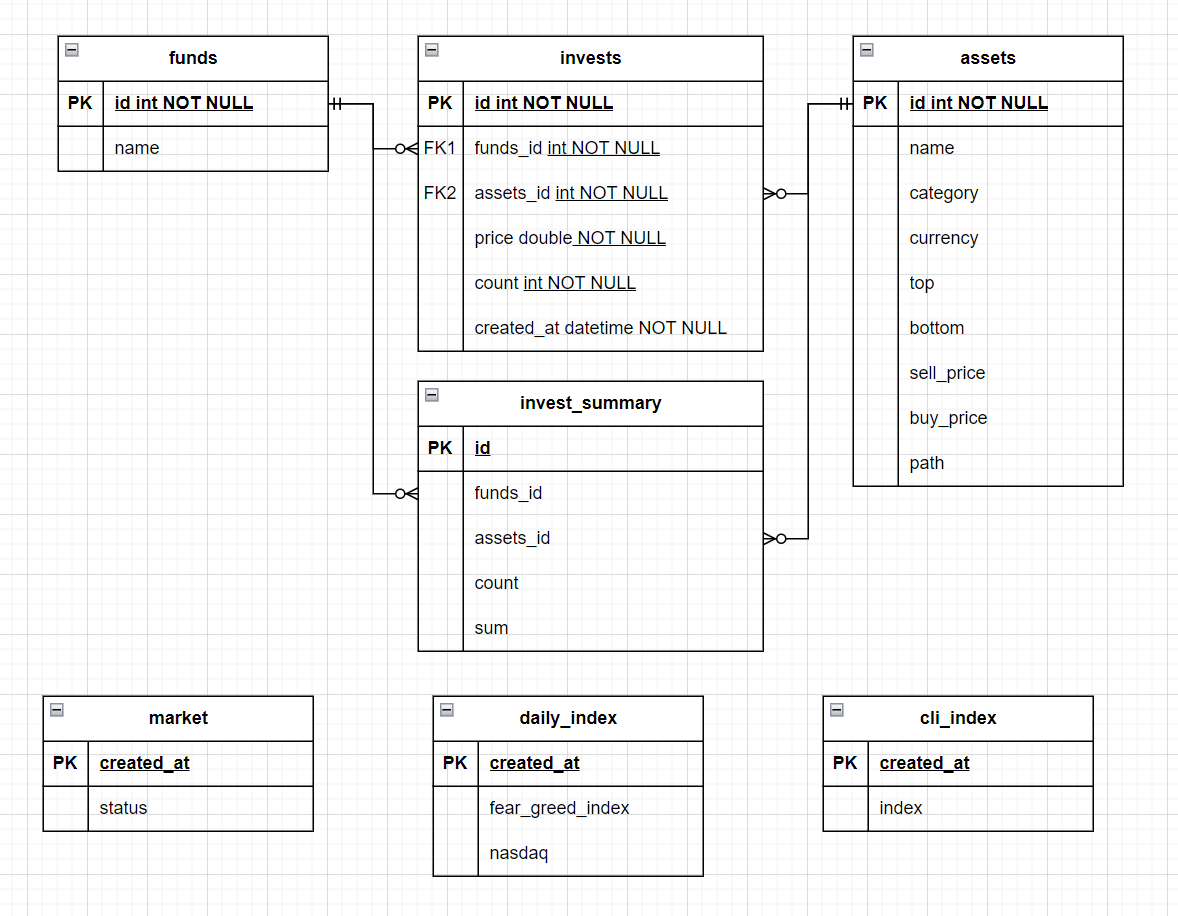 funds
PK id int NOT NULL
name
invests
PK id int NOT NULL
FK1 funds_id int NOT NULL
FK2 assets_id int NOT NULL
price double NOT NULL
count int NOT NULL
created_at datetime NOT NULL
assets
PK id int NOT NULL
name
category
currency
top
bottom
sell_price
buy_price
path
invest_summary
PK id
funds_id
assets_id
count
sum
market
PK created_at
status
daily_index
PK created_at
fear_greed_index
nasdaq
cli_index
PK created_at
index